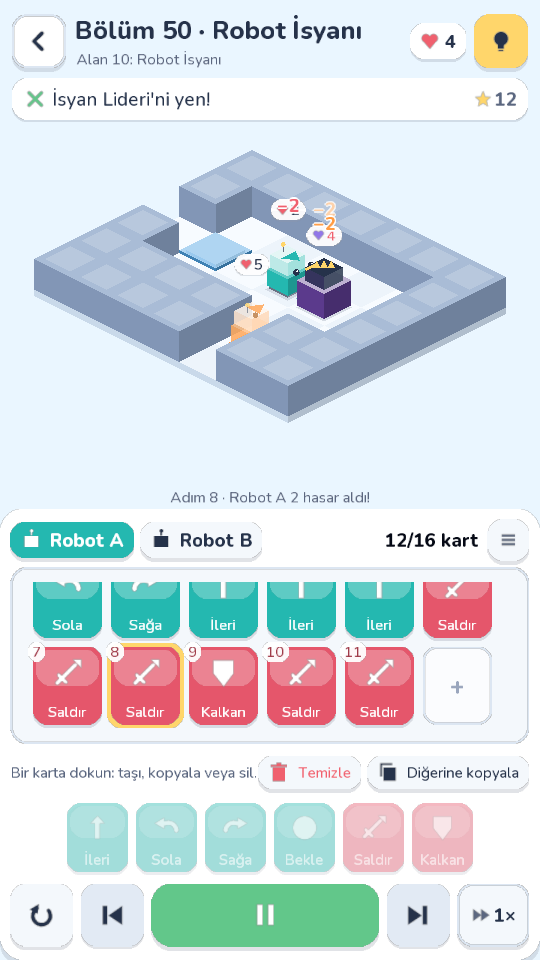 Bölüm 50 · Robot İsyanı
Alan 10: Robot İsyanı
4
İsyan Lideri'ni yen!
12
-2
-2
-2
4
5
Adım 8 · Robot A 2 hasar aldı!
Robot A
Robot B
12/16 kart
Sola
Sağa
İleri
İleri
İleri
Saldır
7
8
9
10
11
Saldır
Saldır
Kalkan
Saldır
Saldır
+
Bir karta dokun: taşı, kopyala veya sil.
Temizle
Diğerine kopyala
İleri
Sola
Sağa
Bekle
Saldır
Kalkan
1×